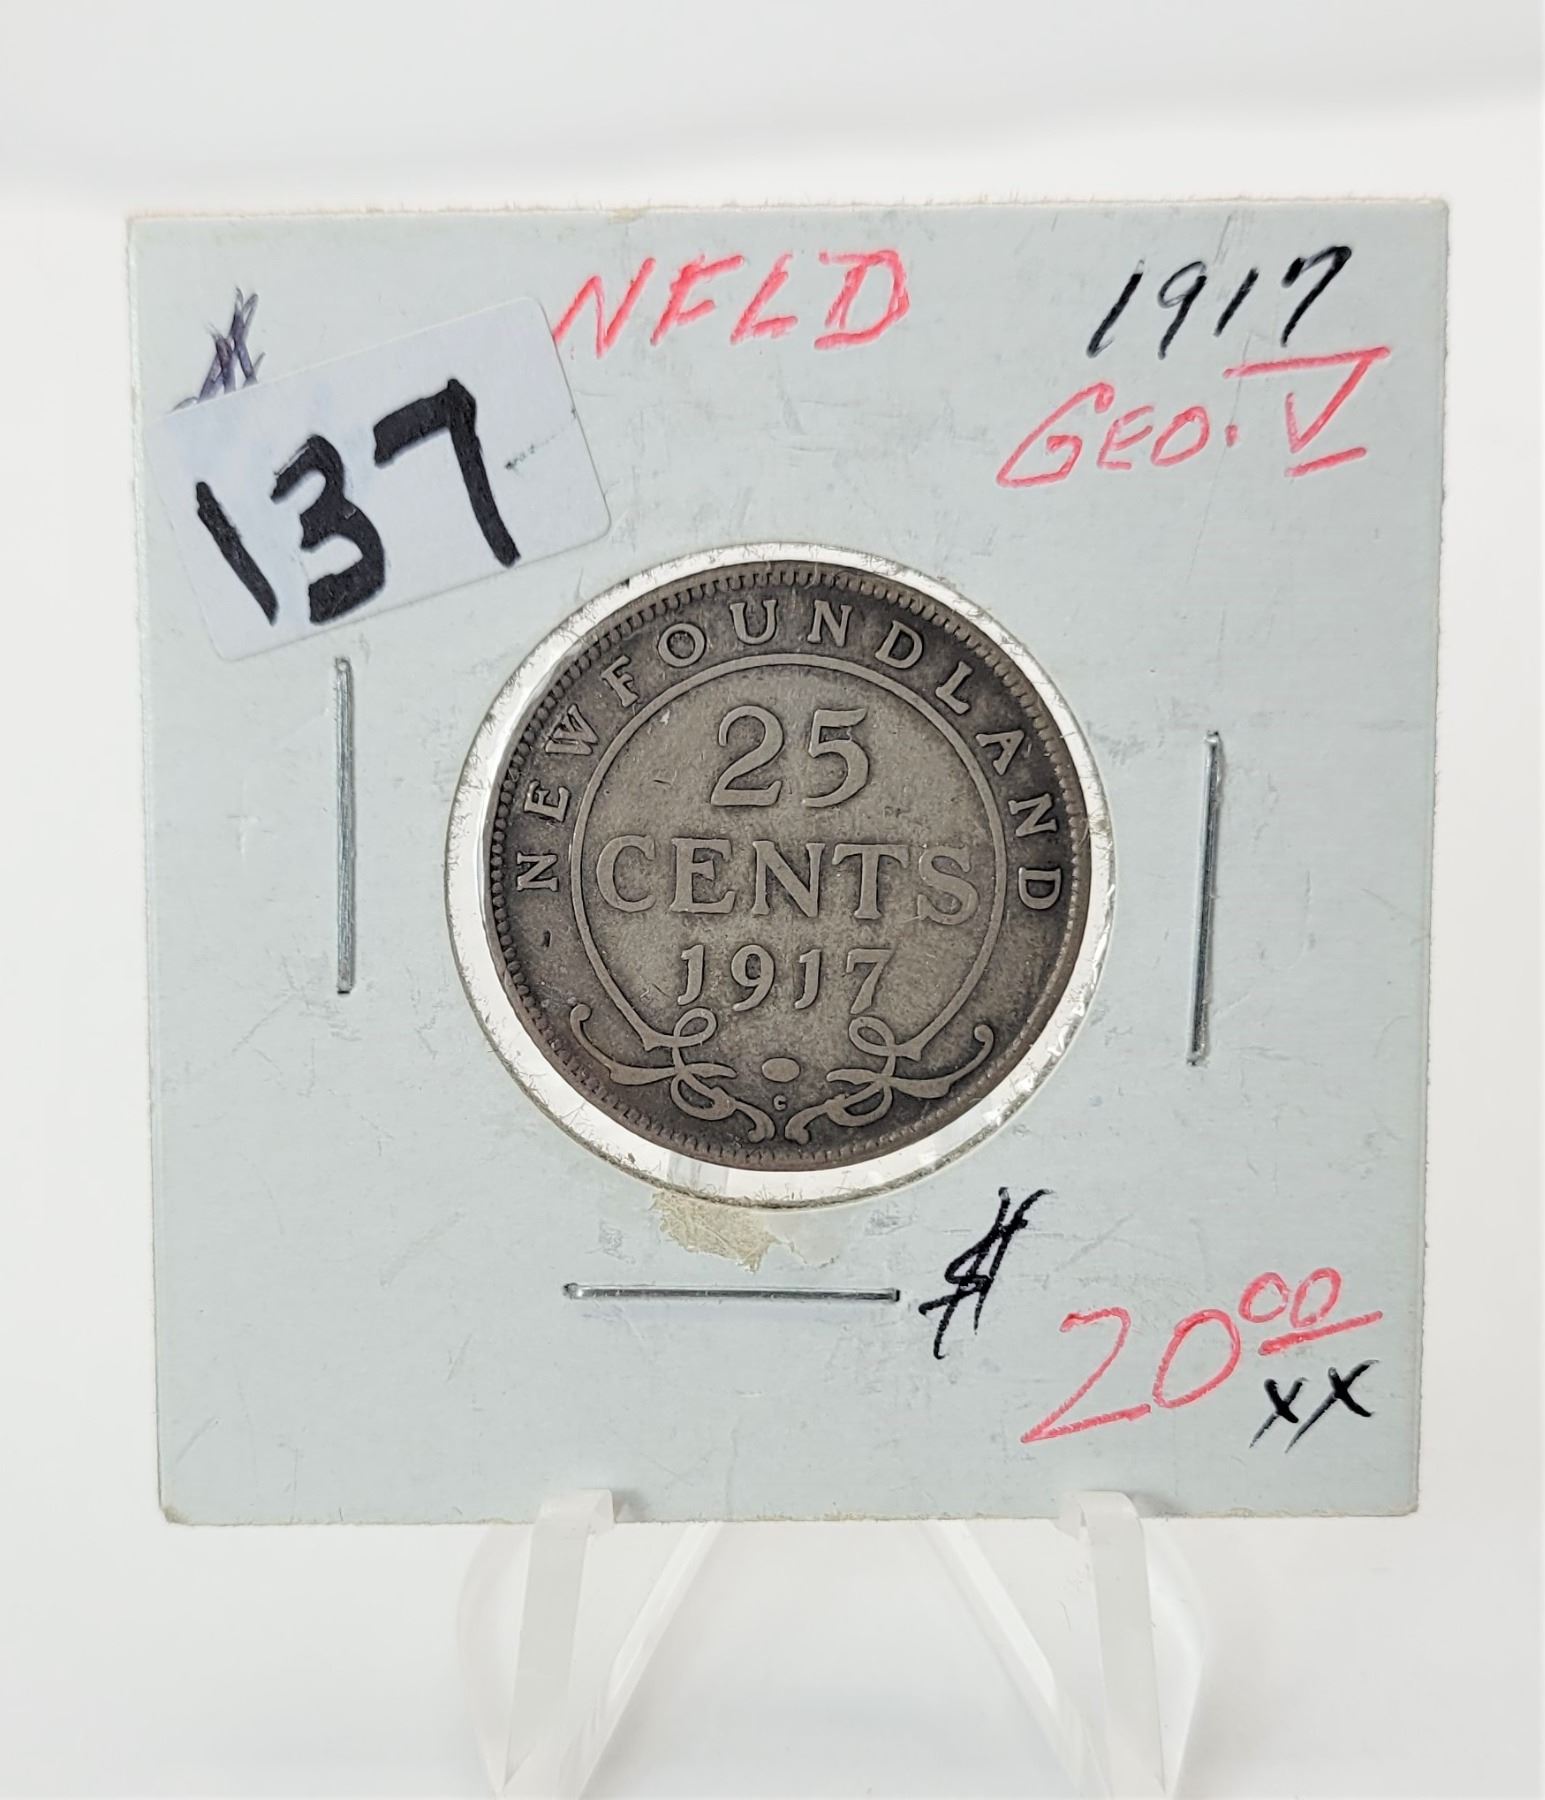 NFLD 1917
GEO. V
137
NEWFOUNDLAND
25
CENTS
1917
C
$ 20.00
XX